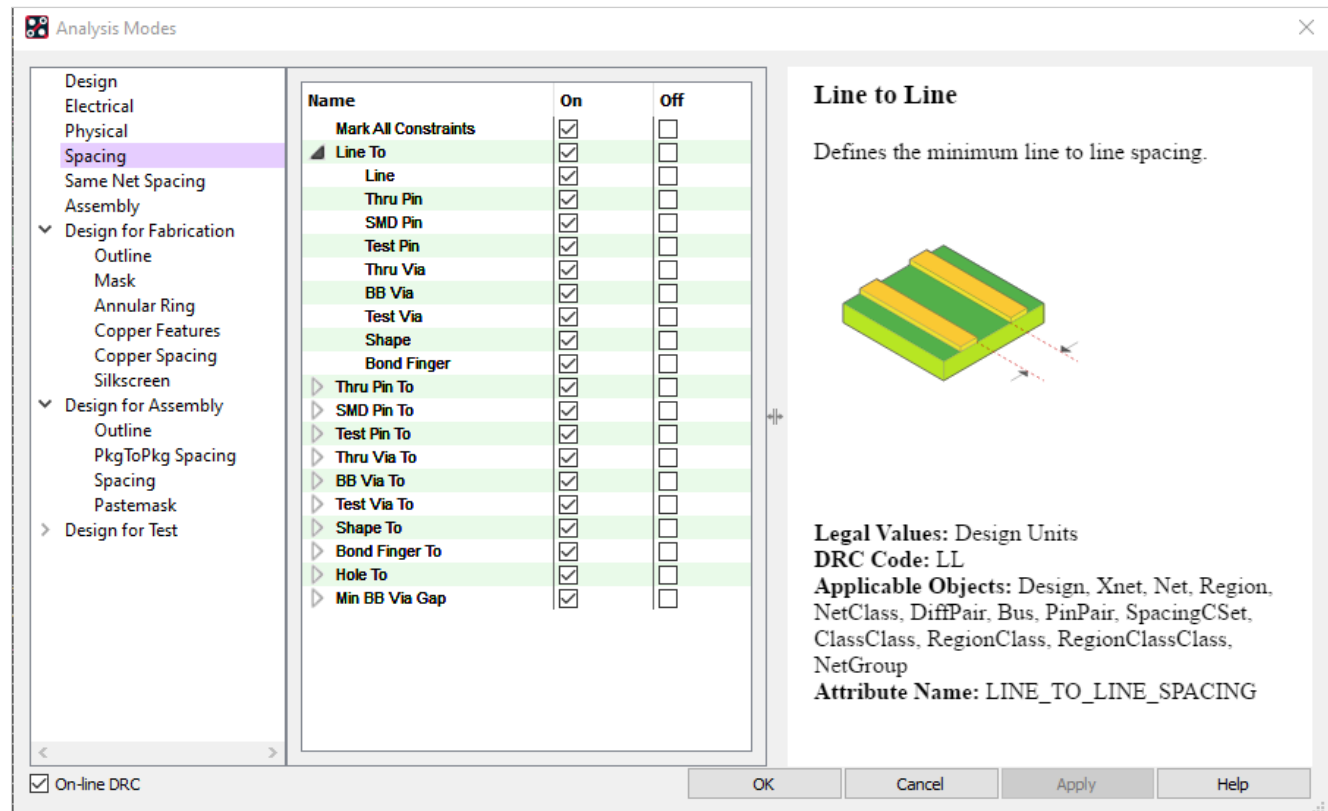 Analysis Modes
Design
Electrical
Physical
Spacing
Same Net Spacing
Assembly
Design for Fabrication
Outline
Mask
Annular Ring
Copper Features
Copper Spacing
Silkscreen
Design for Assembly
Outline
PkgToPkg Spacing
Spacing
Pastemask
Design for Test
Name On Off
Mark All Constraints
Line To
Line
Thru Pin
SMD Pin
Test Pin
Thru Via
BB Via
Test Via
Shape
Bond Finger
Thru Pin To
SMD Pin To
Test Pin To
Thru Via To
BB Via To
Test Via To
Shape To
Bond Finger To
Hole To
Min BB Via Gap
Line to Line
Defines the minimum line to line spacing.
Legal Values: Design Units
DRC Code: LL
Applicable Objects: Design, Xnet, Net, Region,
NetClass, DiffPair, Bus, PinPair, SpacingCSet,
ClassClass, RegionClass, RegionClassClass,
NetGroup
Attribute Name: LINE_TO_LINE_SPACING
On-line DRC
OK Cancel Apply Help